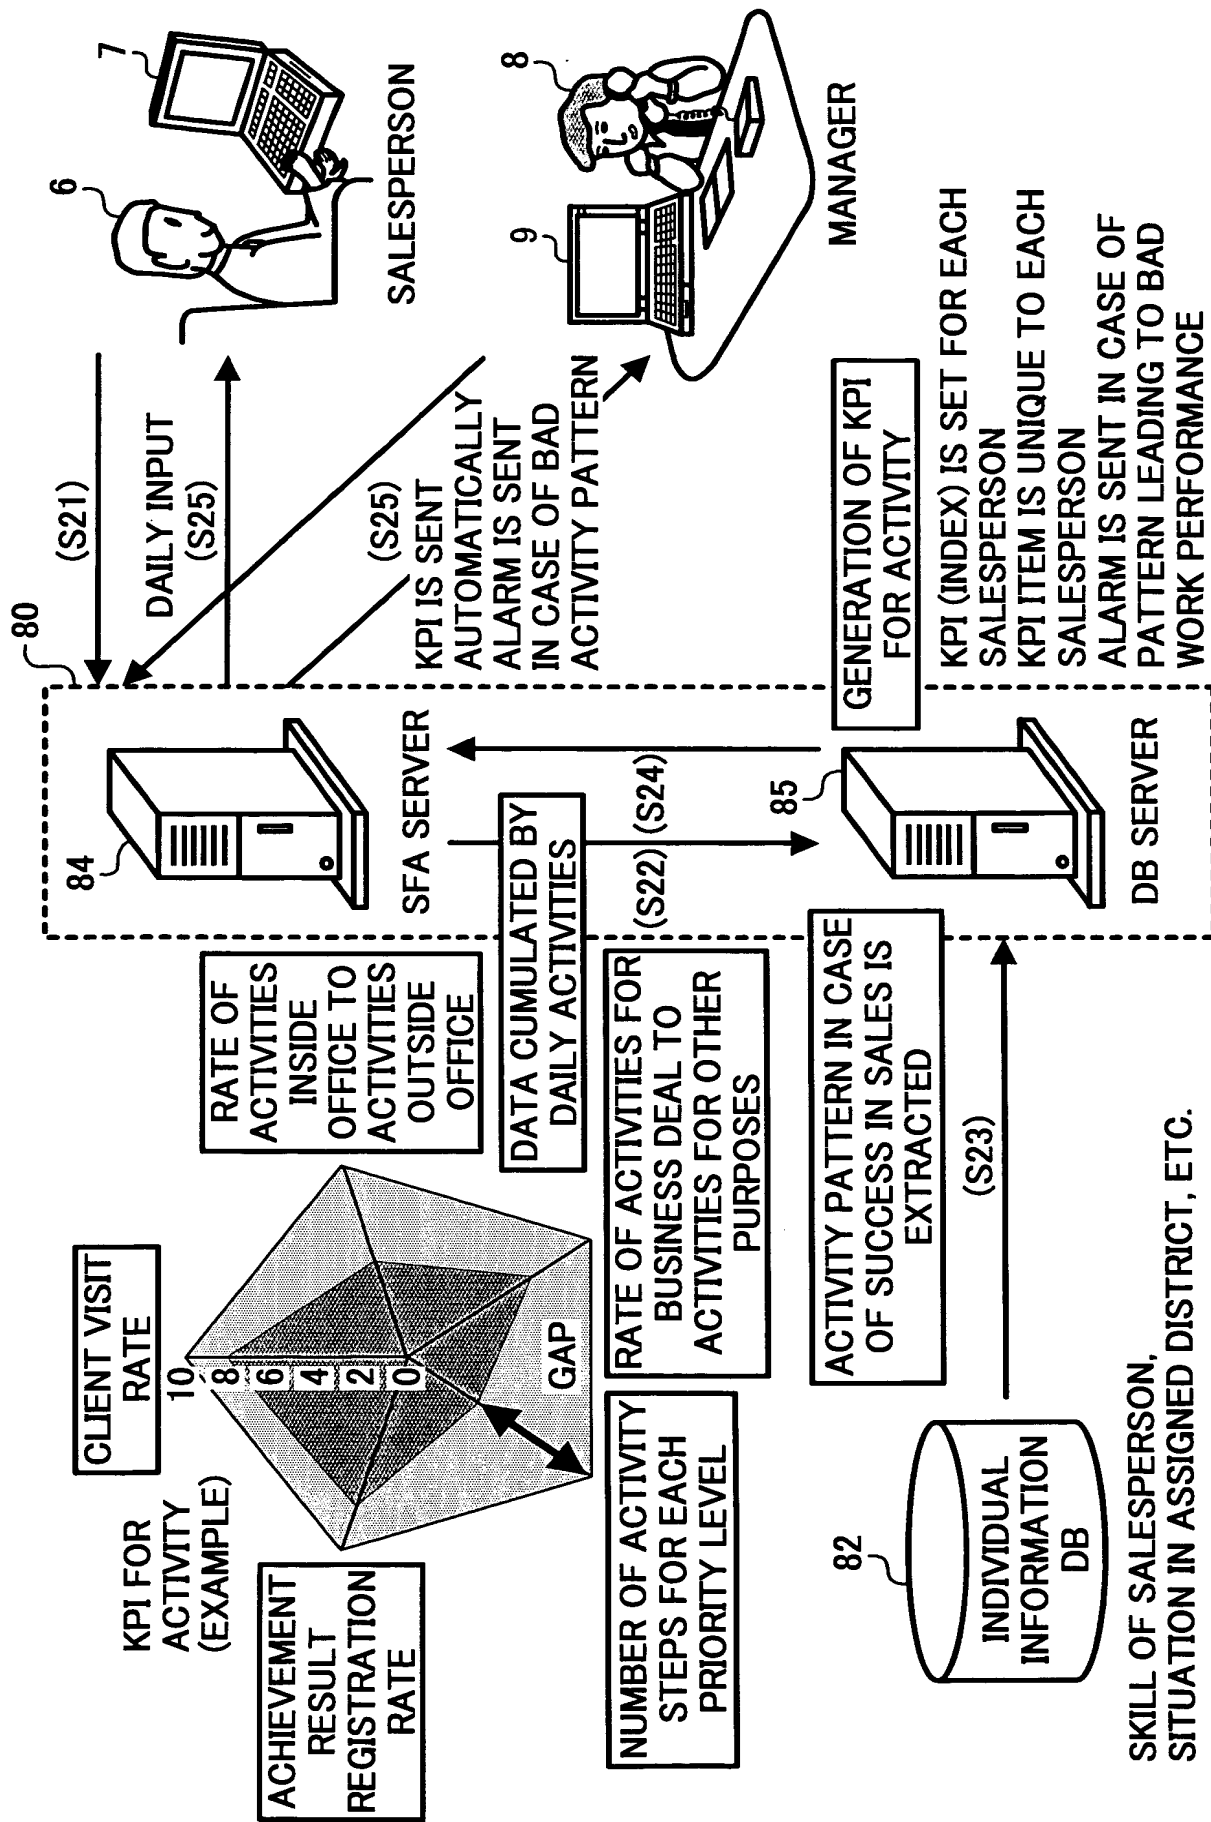 KPI FOR
ACTIVITY
(EXAMPLE)
CLIENT VISIT
RATE
10
8
6
4
2
0
GAP
ACHIEVEMENT
RESULT
REGISTRATION
RATE
RATE OF
ACTIVITIES
INSIDE
OFFICE TO
ACTIVITIES
OUTSIDE
OFFICE
NUMBER OF ACTIVITY
STEPS FOR EACH
PRIORITY LEVEL
RATE OF ACTIVITIES FOR
BUSINESS DEAL TO
ACTIVITIES FOR OTHER
PURPOSES
DATA CUMULATED BY
DAILY ACTIVITIES
80
84
SFA SERVER
(S22)
(S24)
85
DB SERVER
ACTIVITY PATTERN IN CASE
OF SUCCESS IN SALES IS
EXTRACTED
(S23)
82
INDIVIDUAL
INFORMATION
DB
SKILL OF SALESPERSON,
SITUATION IN ASSIGNED DISTRICT, ETC.
(S21)
DAILY INPUT
(S25)
6
7
SALESPERSON
(S25)
KPI IS SENT
AUTOMATICALLY
ALARM IS SENT
IN CASE OF BAD
ACTIVITY PATTERN
8
9
MANAGER
GENERATION OF KPI
FOR ACTIVITY
KPI (INDEX) IS SET FOR EACH
SALESPERSON
KPI ITEM IS UNIQUE TO EACH
SALESPERSON
ALARM IS SENT IN CASE OF
PATTERN LEADING TO BAD
WORK PERFORMANCE